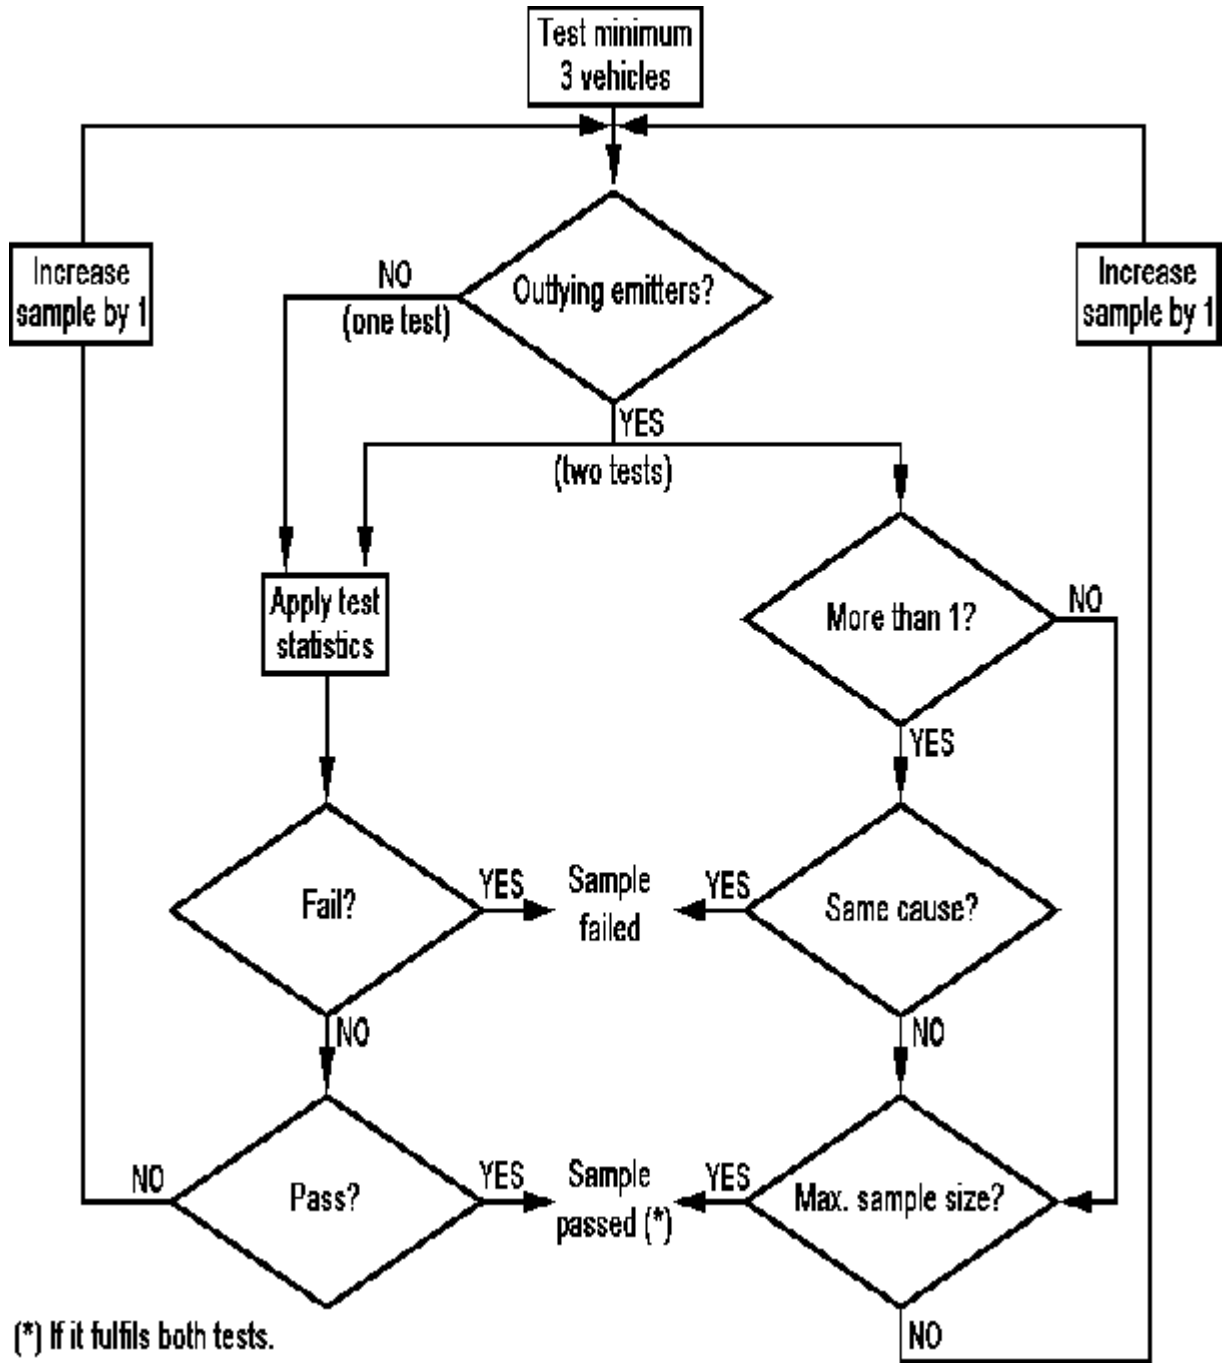 Test minimum
3 vehicles
Increase
sample by 1
NO
(one test)
Outlying emitters?
Increase
sample by 1
YES
(two tests)
Apply test
statistics
More than 1?
NO
YES
Fail?
YES
Sample
failed
YES
Same cause?
NO
NO
NO
Pass?
YES
Sample
passed (*)
YES
Max. sample size?
(*) If it fulfils both tests.
NO